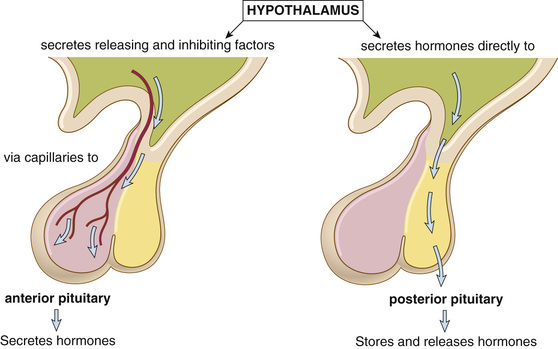 HYPOTHALAMUS
secretes releasing and inhibiting factors
secretes hormones directly to
via capillaries to
anterior pituitary
posterior pituitary
Secretes hormones
Stores and releases hormones